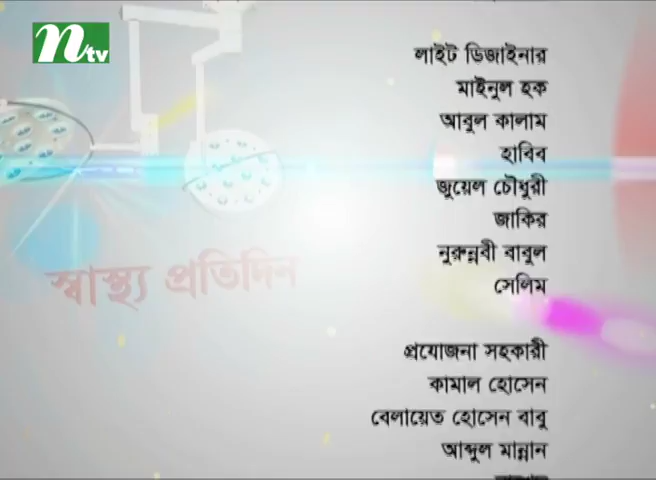 ntv
লাইট ডিজাইনার
মাইনুল হক
আবুল কালাম
হাবিব
জুয়েল চৌধুরী
জাকির
নুরুন্নবী বাবুল
সেলিম
স্বাস্থ্য প্রতিদিন
প্রযোজনা সহকারী
কামাল হোসেন
বেলায়েত হোসেন বাবু
আব্দুল মান্নান